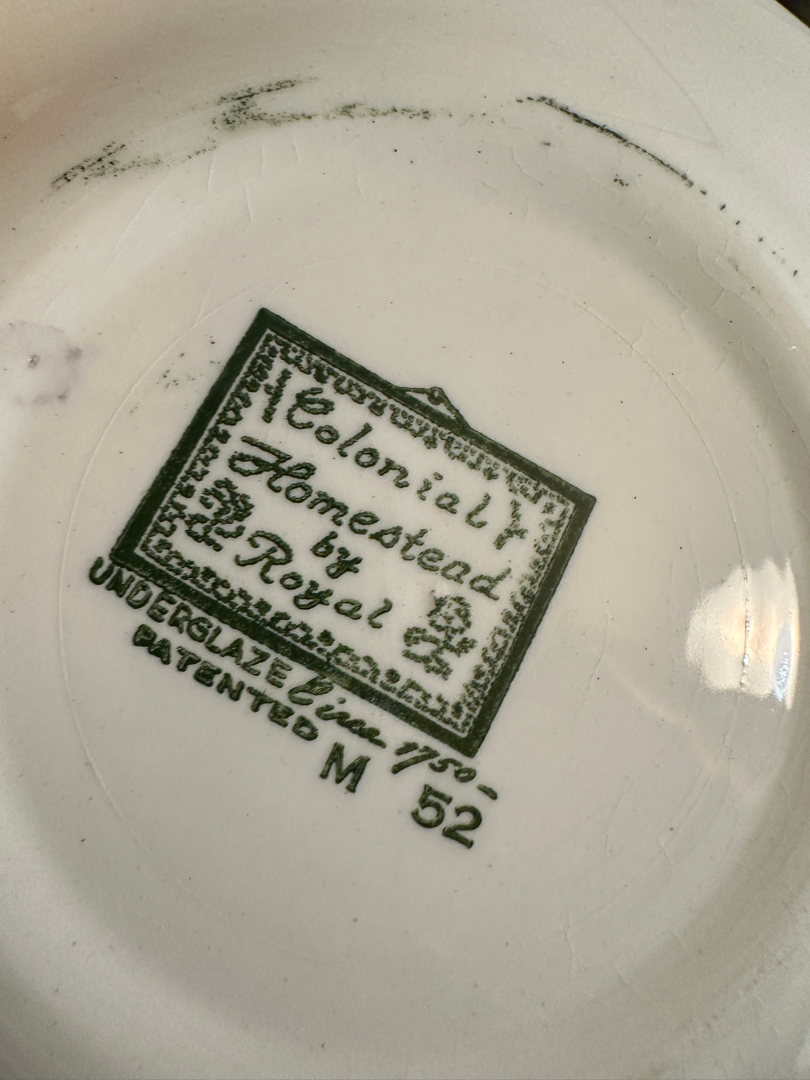 Colonial
Homestead
by
Royal
UNDERGLAZE Circa 1750-
PATENTED M 52